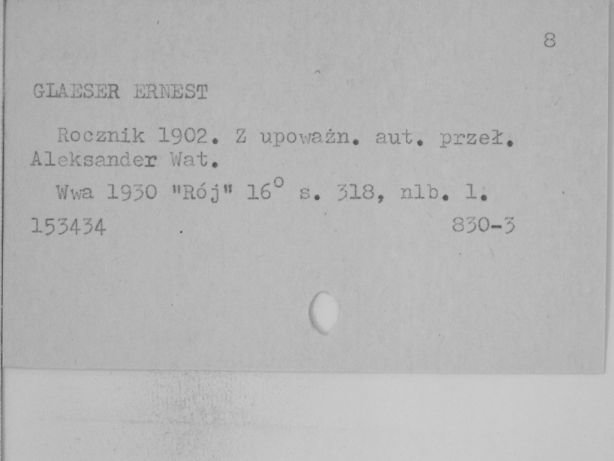 8
GLAESER ERNEST
Rocznik 1902. Z upoważn. aut. przeł.
Aleksander Wat.
Wwa 1930 "Rój" 16° s. 318, nlb. 1.
153434 830-3